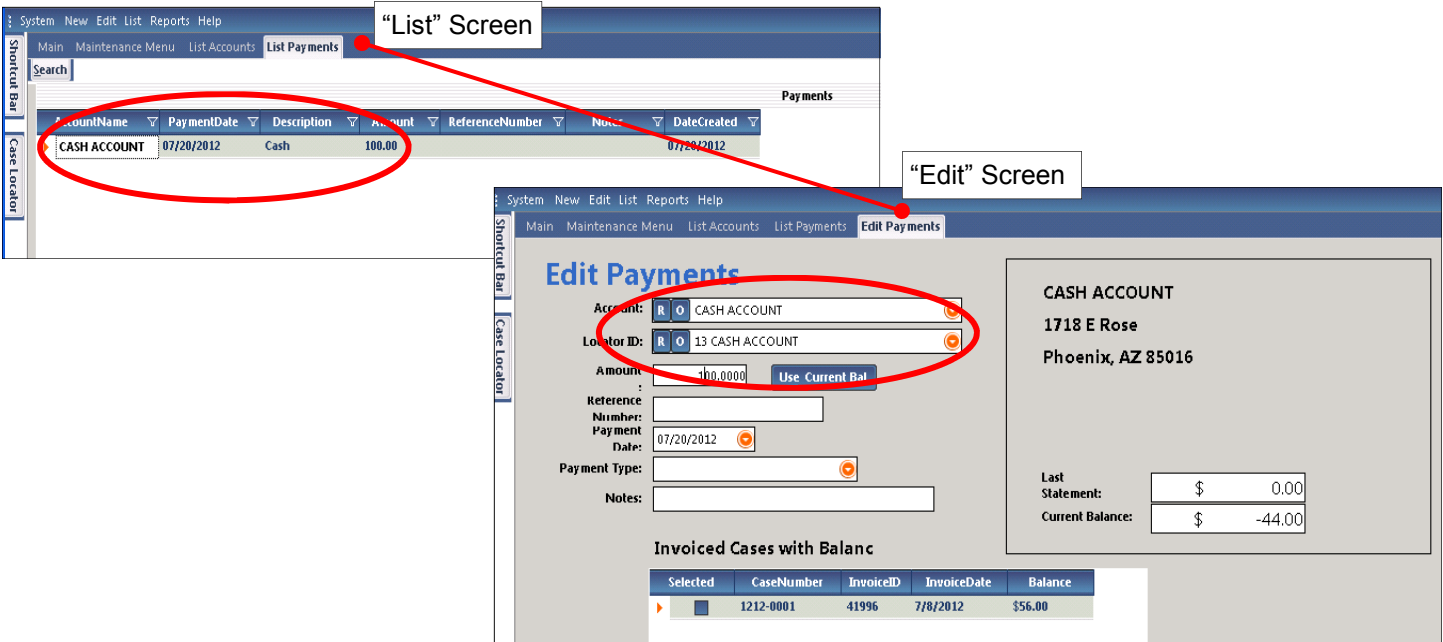 “List” Screen
System New Edit List Reports Help
Main Maintenance Menu List Accounts List Payments
Shortcut Bar
Case Locator
Search
Payments
AccountName PaymentDate Description Amount ReferenceNumber Notes DateCreated
CASH ACCOUNT 07/20/2012 Cash 100.00 07/20/2012
“Edit” Screen
System New Edit List Reports Help
Main Maintenance Menu List Accounts List Payments Edit Payments
Shortcut Bar
Case Locator
Edit Payments
Account: R O CASH ACCOUNT
Locator ID: R O 13 CASH ACCOUNT
Amount : 100.0000 Use Current Bal
Reference
Number:
Payment
Date: 07/20/2012
Payment Type:
Notes:
CASH ACCOUNT
1718 E Rose
Phoenix, AZ 85016
Last
Statement: $ 0.00
Current Balance: $ -44.00
Invoiced Cases with Balanc
Selected CaseNumber InvoiceID InvoiceDate Balance
1212-0001 41996 7/8/2012 $56.00